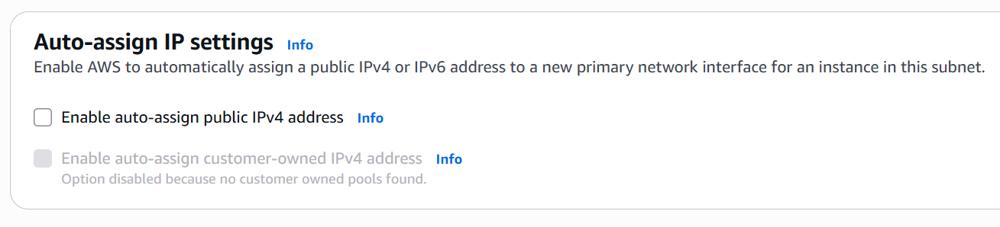 Auto-assign IP settings Info
Enable AWS to automatically assign a public IPv4 or IPv6 address to a new primary network interface for an instance in this subnet.
Enable auto-assign public IPv4 address Info
Enable auto-assign customer-owned IPv4 address Info
Option disabled because no customer owned pools found.